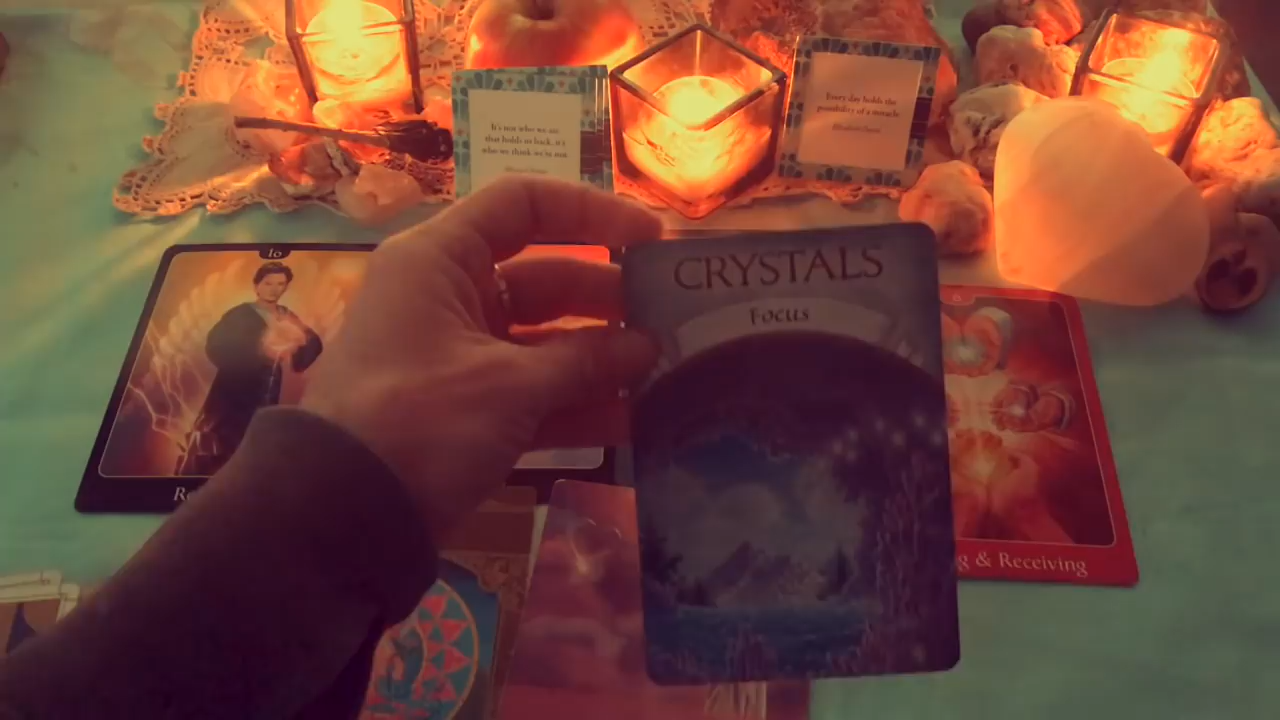 It's not who we are
that holds us back, it's
who we think we're not.
Every day holds the
possibility of a miracle.
10
CRYSTALS
Focus
g & Receiving